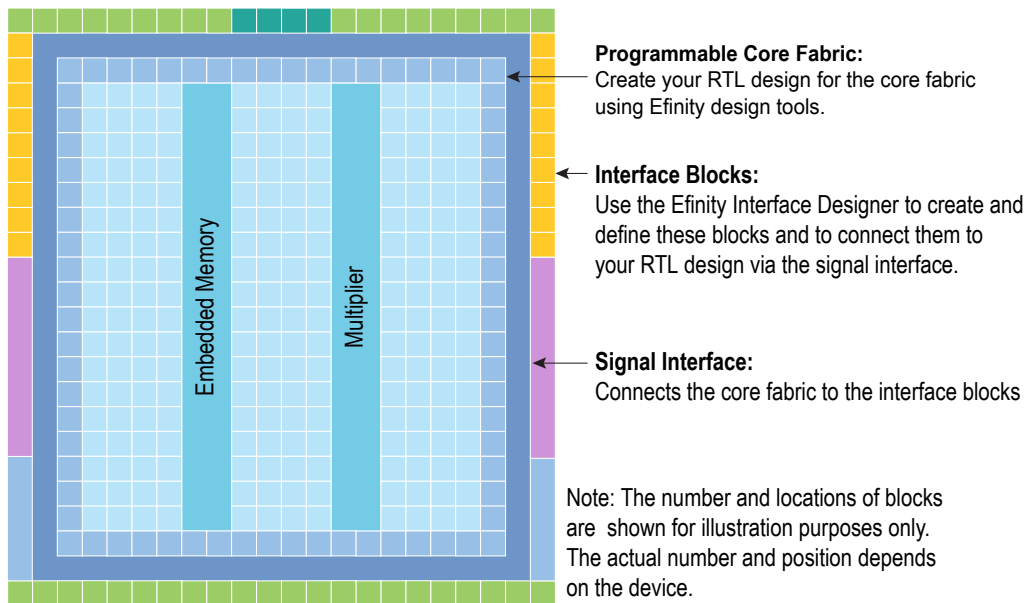 Programmable Core Fabric:
Create your RTL design for the core fabric
using Efinity design tools.
Interface Blocks:
Use the Efinity Interface Designer to create and
define these blocks and to connect them to
your RTL design via the signal interface.
Embedded Memory
Multiplier
Signal Interface:
Connects the core fabric to the interface blocks
Note: The number and locations of blocks
are shown for illustration purposes only.
The actual number and position depends
on the device.